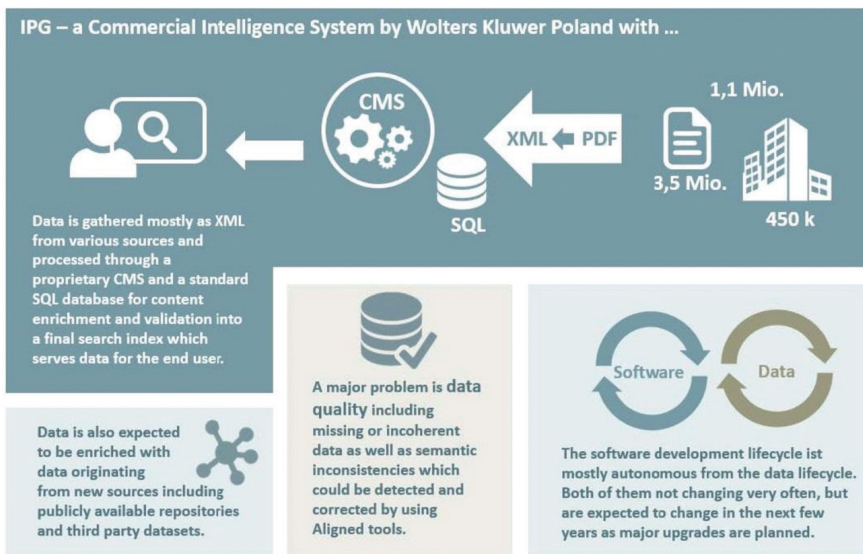 IPG – a Commercial Intelligence System by Wolters Kluwer Poland with ...
CMS
SQL
XML
PDF
1,1 Mio.
3,5 Mio.
450 k
Data is gathered mostly as XML
from various sources and
processed through a
proprietary CMS and a standard
SQL database for content
enrichment and validation into
a final search index which
serves data for the end user.
Data is also expected
to be enriched with
data originating
from new sources including
publicly available repositories
and third party datasets.
A major problem is data
quality including
missing or incoherent
data as well as semantic
inconsistencies which
could be detected and
corrected by using
Aligned tools.
Software
Data
The software development lifecycle ist
mostly autonomous from the data lifecycle.
Both of them not changing very often, but
are expected to change in the next few
years as major upgrades are planned.